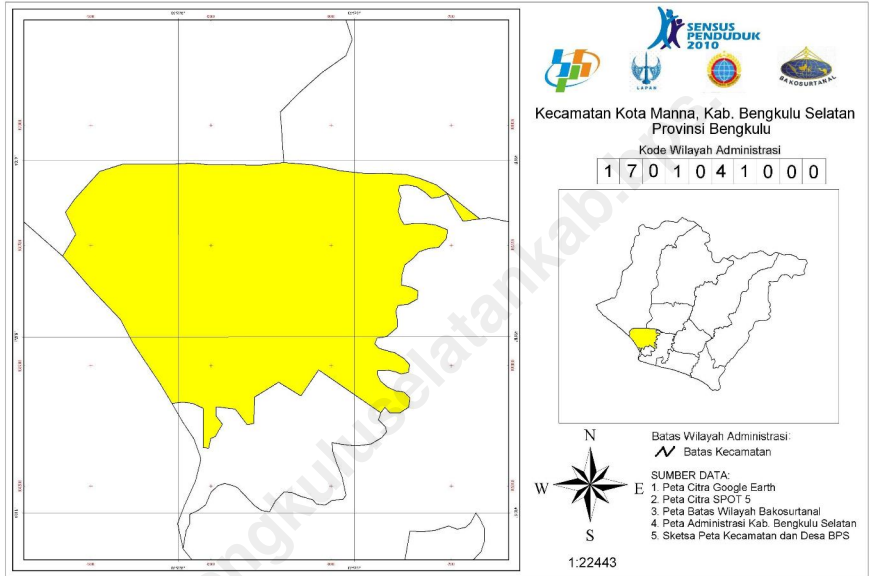 SENSUS
PENDUDUK
2010
LAPAN
BAKOSURTANAL
Kecamatan Kota Manna, Kab. Bengkulu Selatan
Provinsi Bengkulu
Kode Wilayah Administrasi
1 7 0 1 0 4 1 0 0 0
N
W E
S
Batas Wilayah Administrasi:
Batas Kecamatan
SUMBER DATA:
1. Peta Citra Google Earth
2. Peta Citra SPOT 5
3. Peta Batas Wilayah Bakosurtanal
4. Peta Administrasi Kab. Bengkulu Selatan
5. Sketsa Peta Kecamatan dan Desa BPS
1:22443